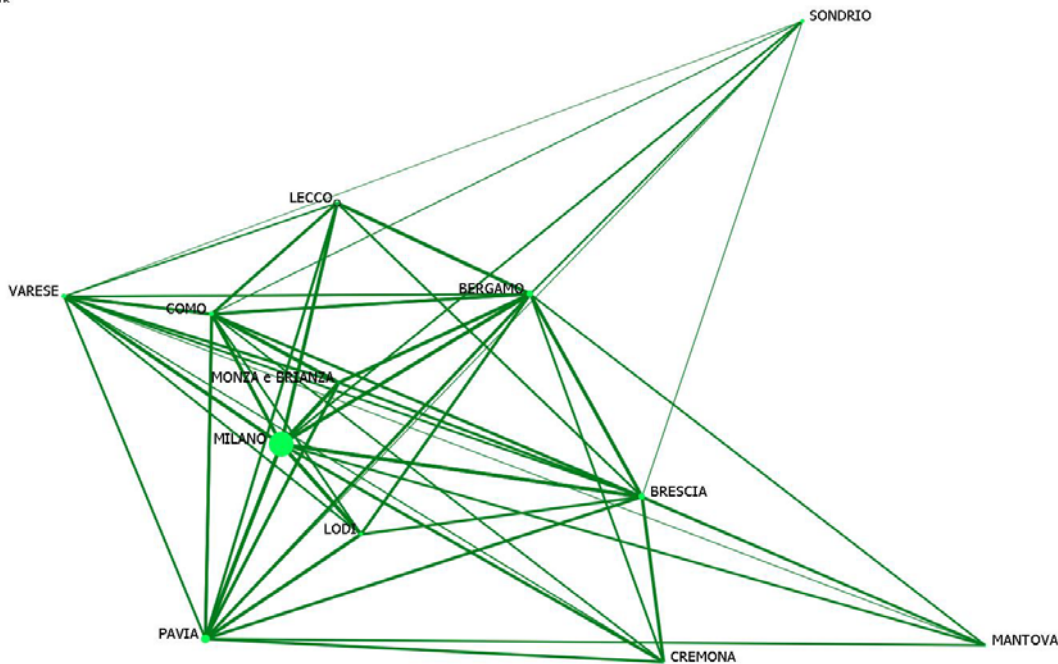 SONDRIO
LECCO
VARESE
BERGAMO
COMO
MONZA e BRIANZA
MILANO
BRESCIA
LODI
PAVIA
CREMONA
MANTOVA